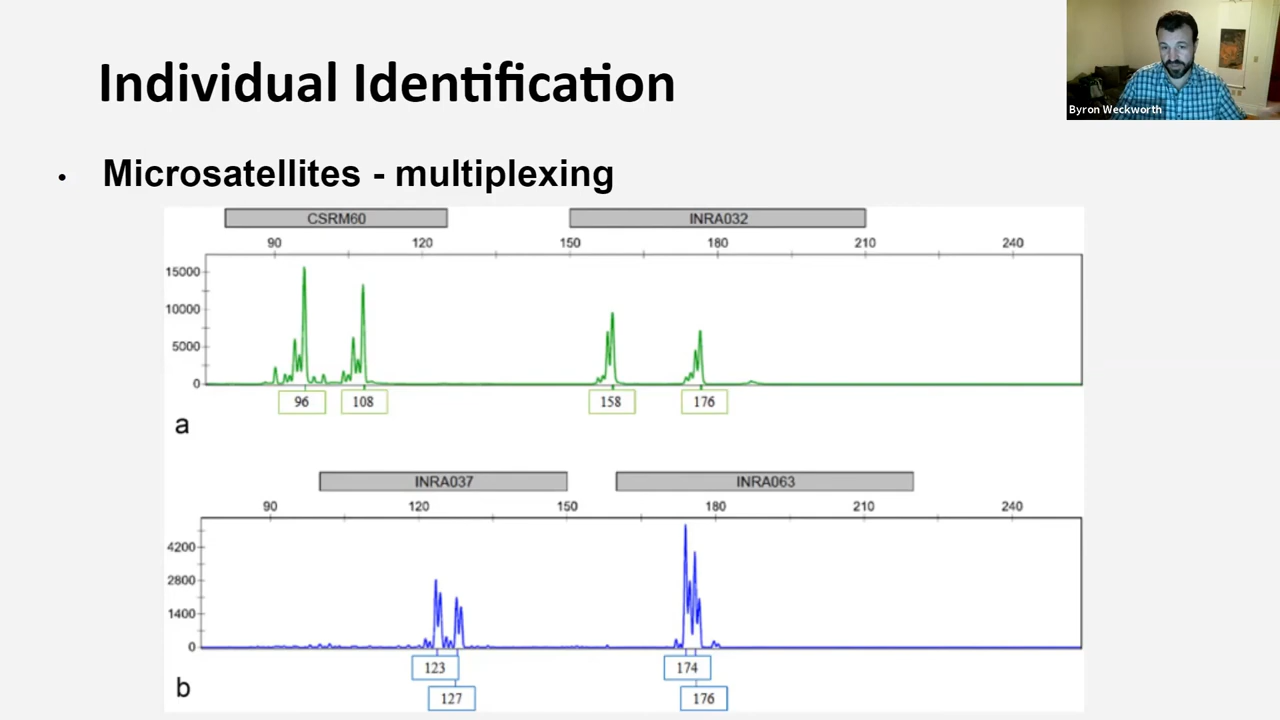 Individual Identification
Byron Weckworth
• Microsatellites - multiplexing
CSRM60 INRA032
90 120 150 180 210 240
15000
10000
5000
0
96 108 158 176
a
INRA037 INRA063
90 120 150 180 210 240
4200
2800
1400
0
123 174
127 176
b